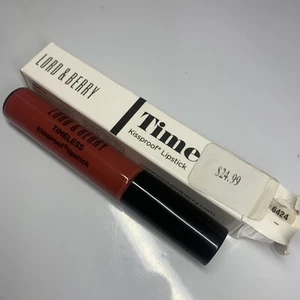 LORD & BERRY
Time
Kissproof® Lipstick
$24.99
6424
LORD & BERRY
TIMELESS
Kissproof® Lipstick